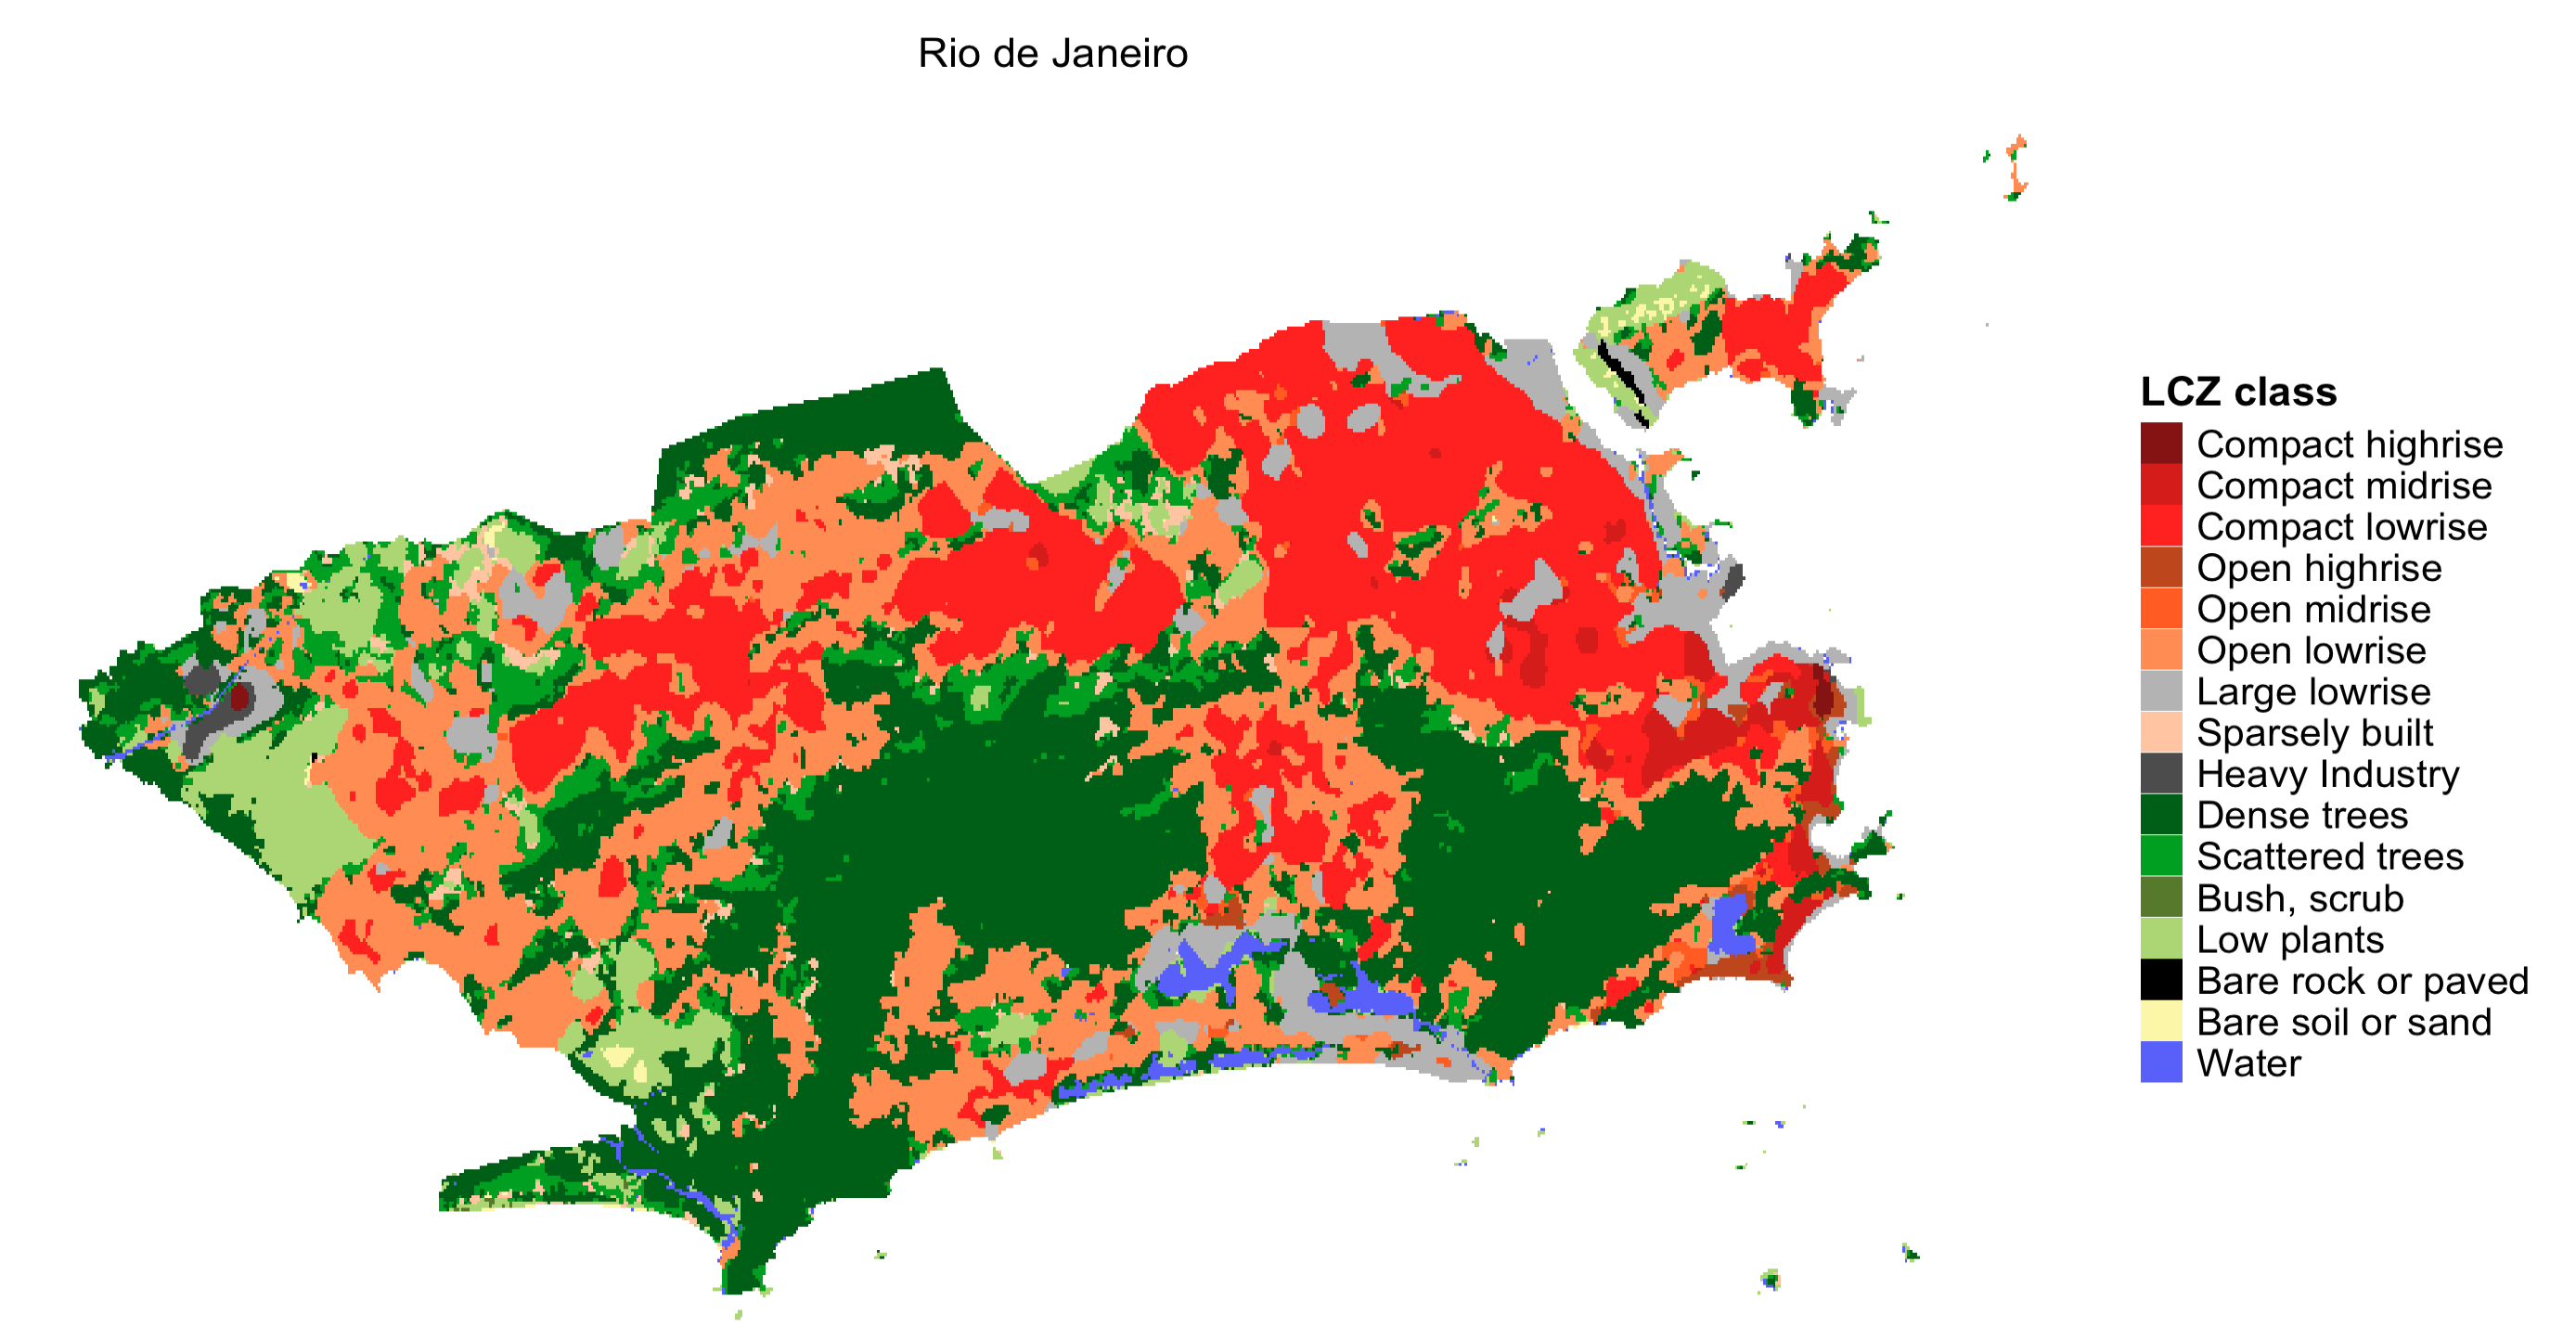 Rio de Janeiro
LCZ class
Compact highrise
Compact midrise
Compact lowrise
Open highrise
Open midrise
Open lowrise
Large lowrise
Sparsely built
Heavy Industry
Dense trees
Scattered trees
Bush, scrub
Low plants
Bare rock or paved
Bare soil or sand
Water